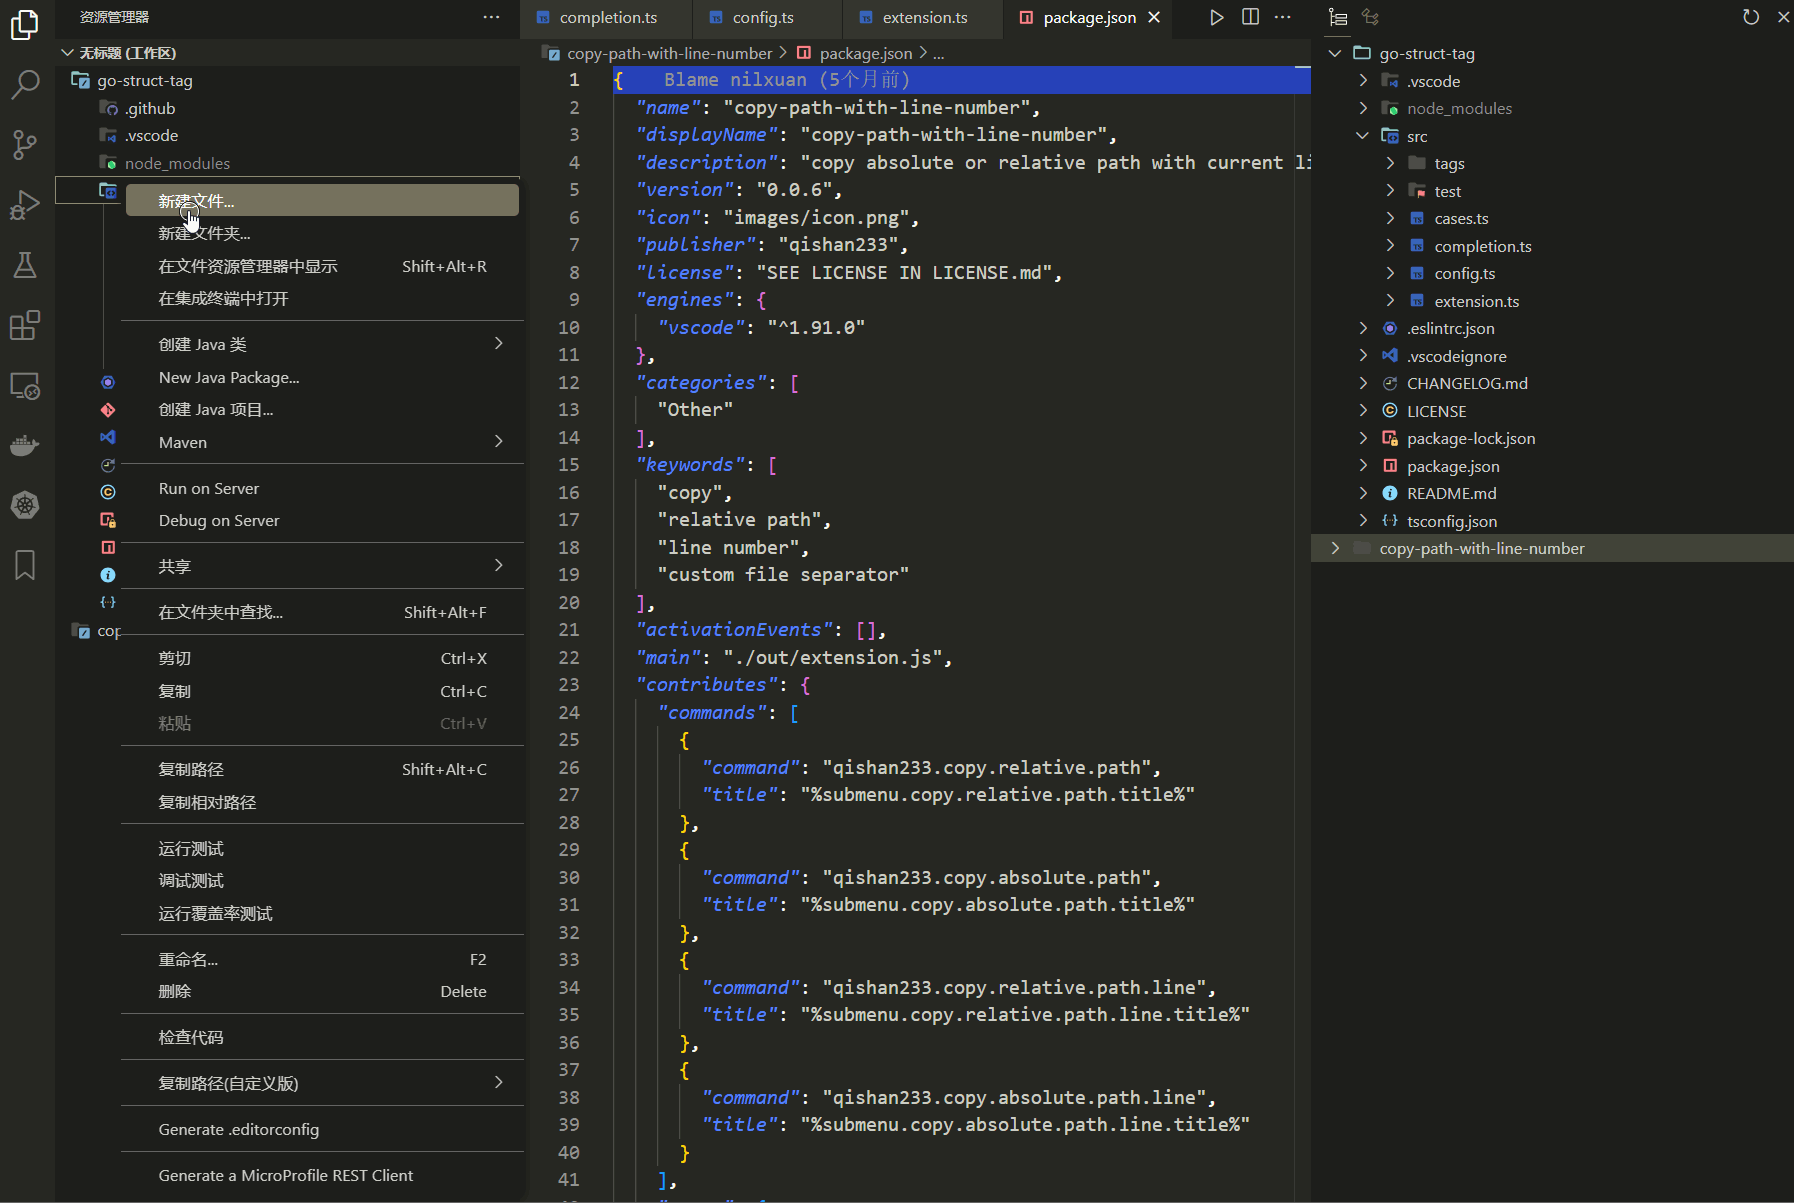 资源管理器
无标题 (工作区)
go-struct-tag
.github
.vscode
node_modules
新建文件...
新建文件夹...
在文件资源管理器中显示 Shift+Alt+R
在集成终端中打开
创建 Java 类
New Java Package...
创建 Java 项目...
Maven
Run on Server
Debug on Server
共享
在文件夹中查找... Shift+Alt+F
cop
剪切 Ctrl+X
复制 Ctrl+C
粘贴 Ctrl+V
复制路径 Shift+Alt+C
复制相对路径
运行测试
调试测试
运行覆盖率测试
重命名... F2
删除 Delete
检查代码
复制路径(自定义版)
Generate .editorconfig
Generate a MicroProfile REST Client
completion.ts config.ts extension.ts package.json
copy-path-with-line-number > package.json > ...
1 { Blame nilxuan (5个月前)
2 "name": "copy-path-with-line-number",
3 "displayName": "copy-path-with-line-number",
4 "description": "copy absolute or relative path with current li
5 "version": "0.0.6",
6 "icon": "images/icon.png",
7 "publisher": "qishan233",
8 "license": "SEE LICENSE IN LICENSE.md",
9 "engines": {
10 "vscode": "^1.91.0"
11 },
12 "categories": [
13 "Other"
14 ],
15 "keywords": [
16 "copy",
17 "relative path",
18 "line number",
19 "custom file separator"
20 ],
21 "activationEvents": [],
22 "main": "./out/extension.js",
23 "contributes": {
24 "commands": [
25 {
26 "command": "qishan233.copy.relative.path",
27 "title": "%submenu.copy.relative.path.title%"
28 },
29 {
30 "command": "qishan233.copy.absolute.path",
31 "title": "%submenu.copy.absolute.path.title%"
32 },
33 {
34 "command": "qishan233.copy.relative.path.line",
35 "title": "%submenu.copy.relative.path.line.title%"
36 },
37 {
38 "command": "qishan233.copy.absolute.path.line",
39 "title": "%submenu.copy.absolute.path.line.title%"
40 }
41 ],
go-struct-tag
.vscode
node_modules
src
tags
test
cases.ts
completion.ts
config.ts
extension.ts
.eslintrc.json
.vscodeignore
CHANGELOG.md
LICENSE
package-lock.json
package.json
README.md
tsconfig.json
copy-path-with-line-number